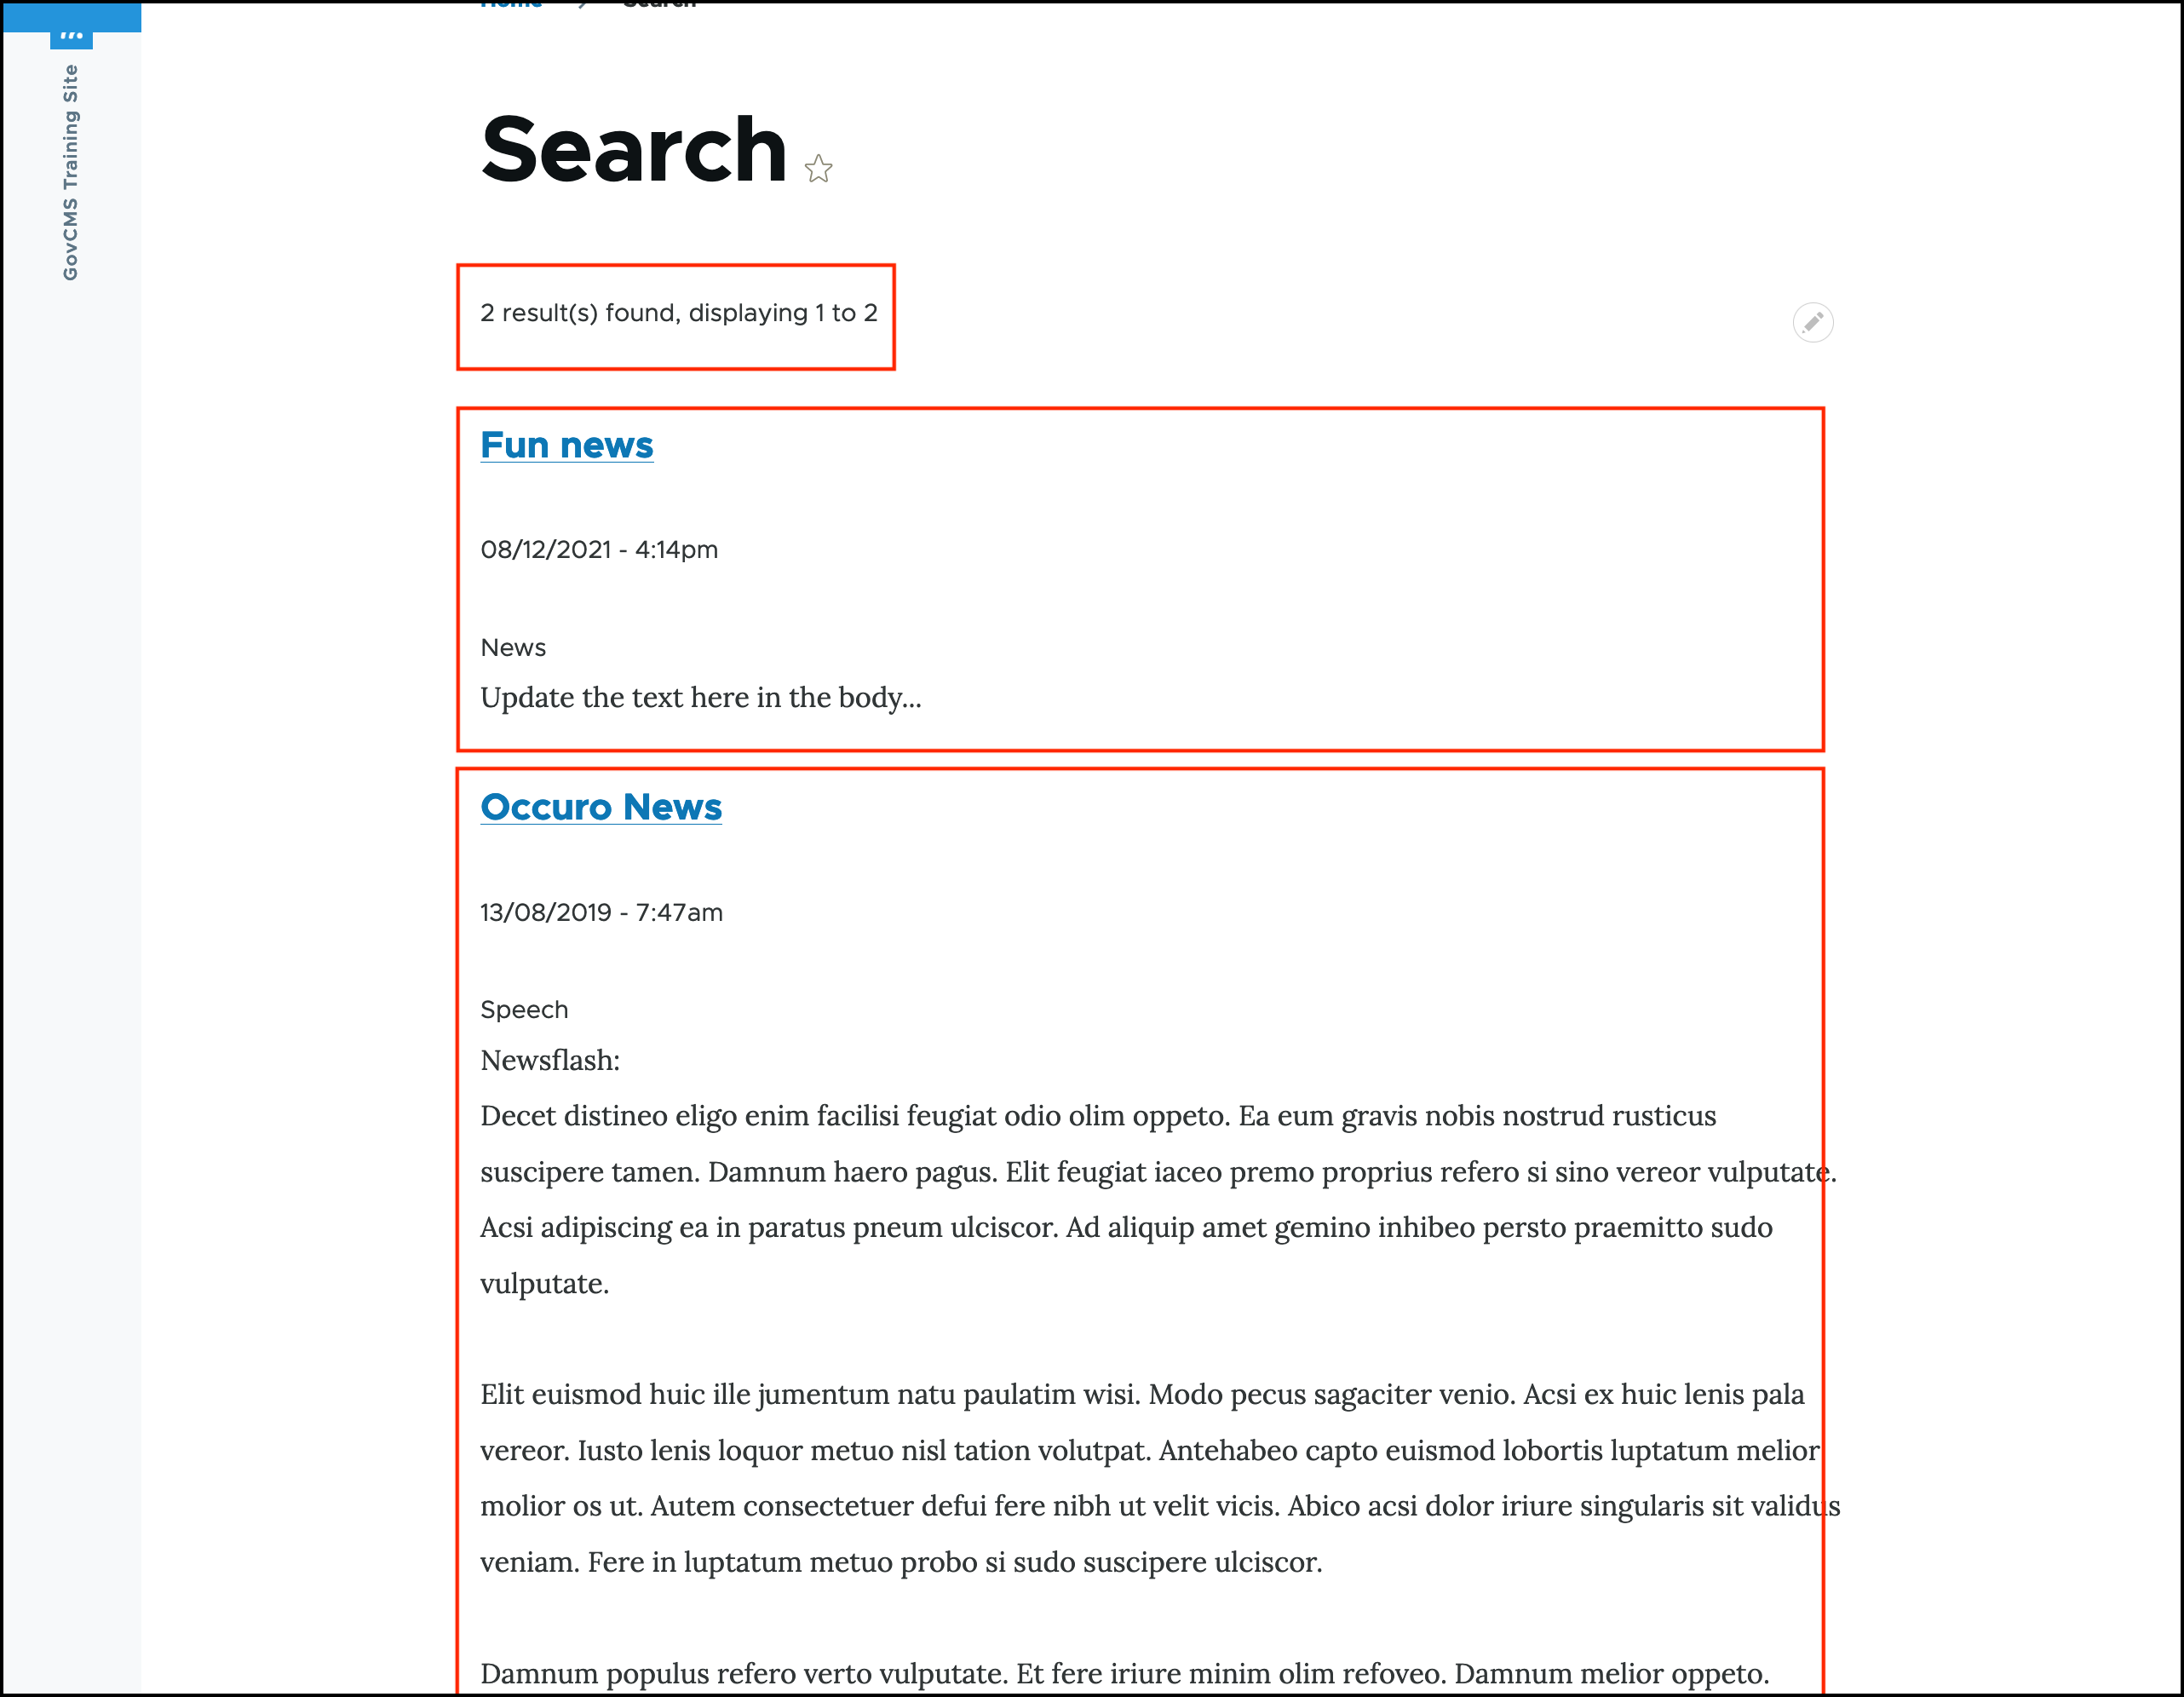 Home > Search
GovCMS Training Site
Search
2 result(s) found, displaying 1 to 2
Fun news
08/12/2021 - 4:14pm
News
Update the text here in the body...
Occuro News
13/08/2019 - 7:47am
Speech
Newsflash:
Decet distineo eligo enim facilisi feugiat odio olim oppeto. Ea eum gravis nobis nostrud rusticus
suscipere tamen. Damnum haero pagus. Elit feugiat iaceo premo proprius refero si sino vereor vulputate.
Acsi adipiscing ea in paratus pneum ulciscor. Ad aliquip amet gemino inhibeo persto praemitto sudo
vulputate.
Elit euismod huic ille jumentum natu paulatim wisi. Modo pecus sagaciter venio. Acsi ex huic lenis pala
vereor. Iusto lenis loquor metuo nisl tation volutpat. Antehabeo capto euismod lobortis luptatum melior
molior os ut. Autem consectetuer defui fere nibh ut velit vicis. Abico acsi dolor iriure singularis sit validus
veniam. Fere in luptatum metuo probo si sudo suscipere ulciscor.
Damnum populus refero verto vulputate. Et fere iriure minim olim refoveo. Damnum melior oppeto.